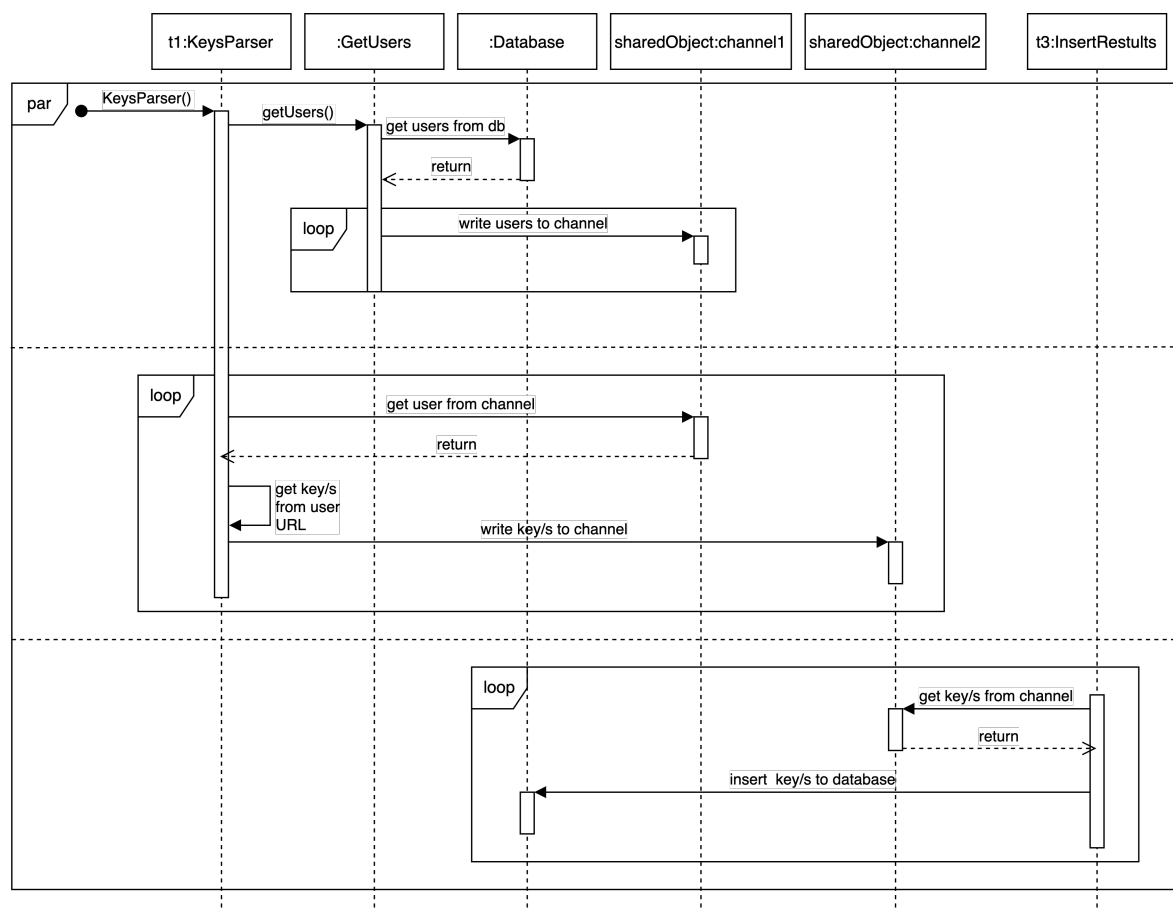 t1:KeysParser
:GetUsers
:Database
sharedObject:channel1
sharedObject:channel2
t3:InsertRestults
par
KeysParser()
getUsers()
get users from db
return
loop
write users to channel
loop
get user from channel
return
get key/s
from user
URL
write key/s to channel
loop
get key/s from channel
return
insert key/s to database